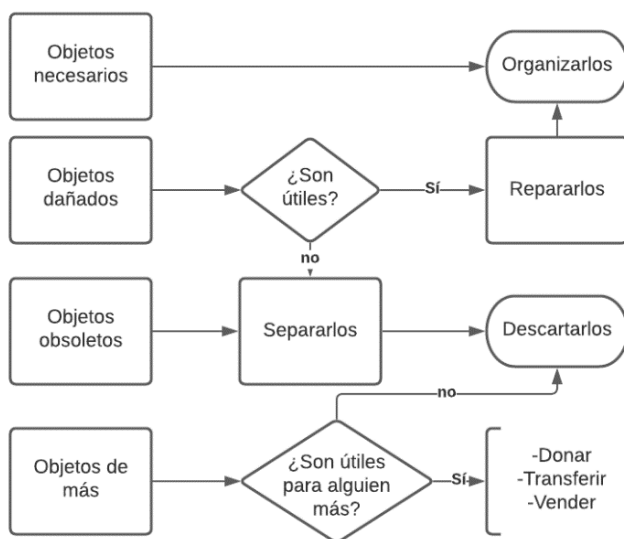 Objetos
necesarios
Organizarlos
Objetos
dañados
¿Son
útiles?
Sí
Repararlos
no
Objetos
obsoletos
Separarlos
Descartarlos
no
Objetos de
más
¿Son útiles
para alguien
más?
Sí
-Donar
-Transferir
-Vender